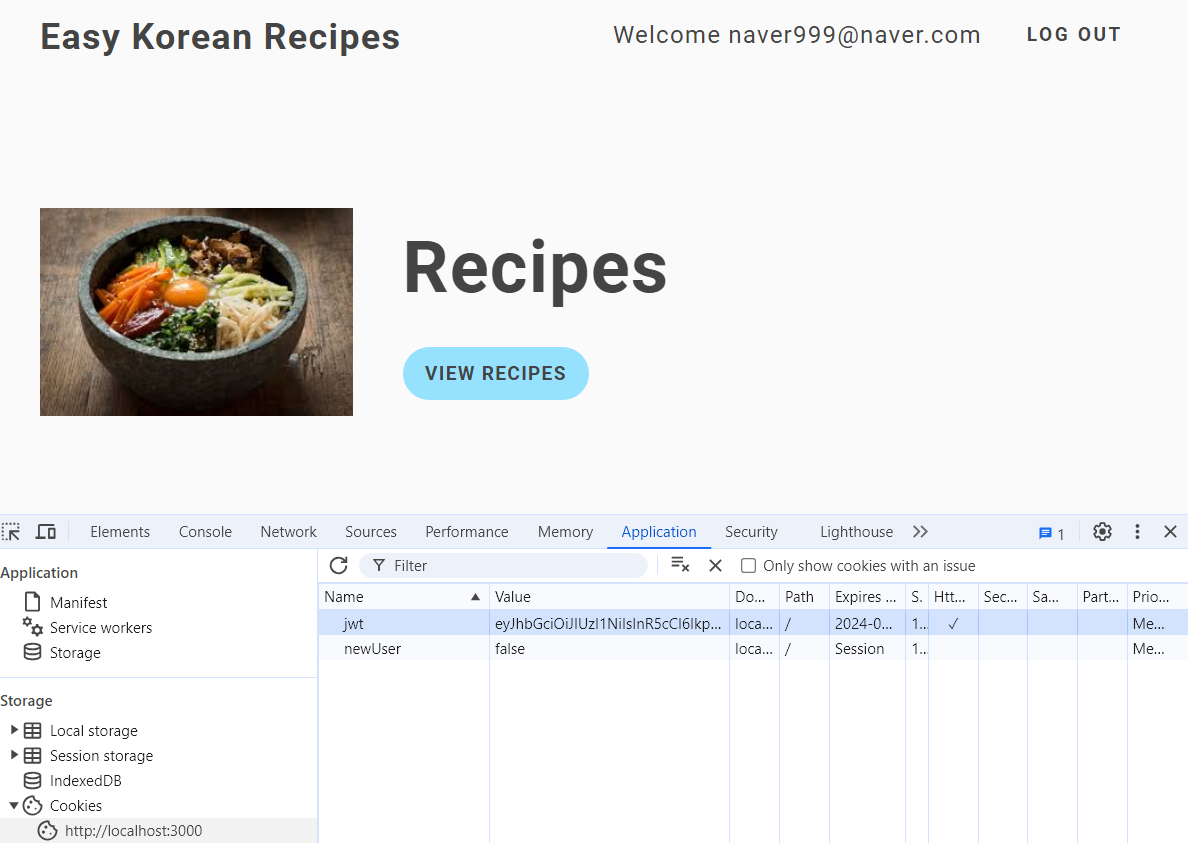 Easy Korean Recipes
Welcome naver999@naver.com LOG OUT
Recipes
VIEW RECIPES
Elements Console Network Sources Performance Memory Application Security Lighthouse 1
Application
Manifest
Service workers
Storage
Storage
Local storage
Session storage
IndexedDB
Cookies
http://localhost:3000
Filter Only show cookies with an issue
Name Value Do... Path Expires ... S. Htt... Sec... Sa... Part... Prio...
jwt loca... / 2024-0... 1... ✓ Me...
newUser false loca... / Session 1... Me...